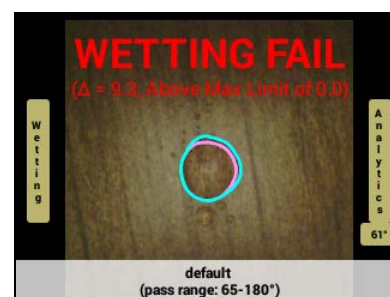 WETTING FAIL
(Δ = 9.3, Above Max Limit of 0.0)
Wetting
Analytics
61°
default
(pass range: 65-180°)